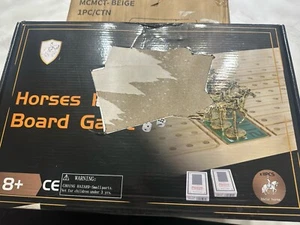 MCMCT-BEIGE
1PC/CTN
Horses
Board Ga
8+
CE
WARNING:
CHOKING HAZARD-Small parts
Not for children under 3 yrs.